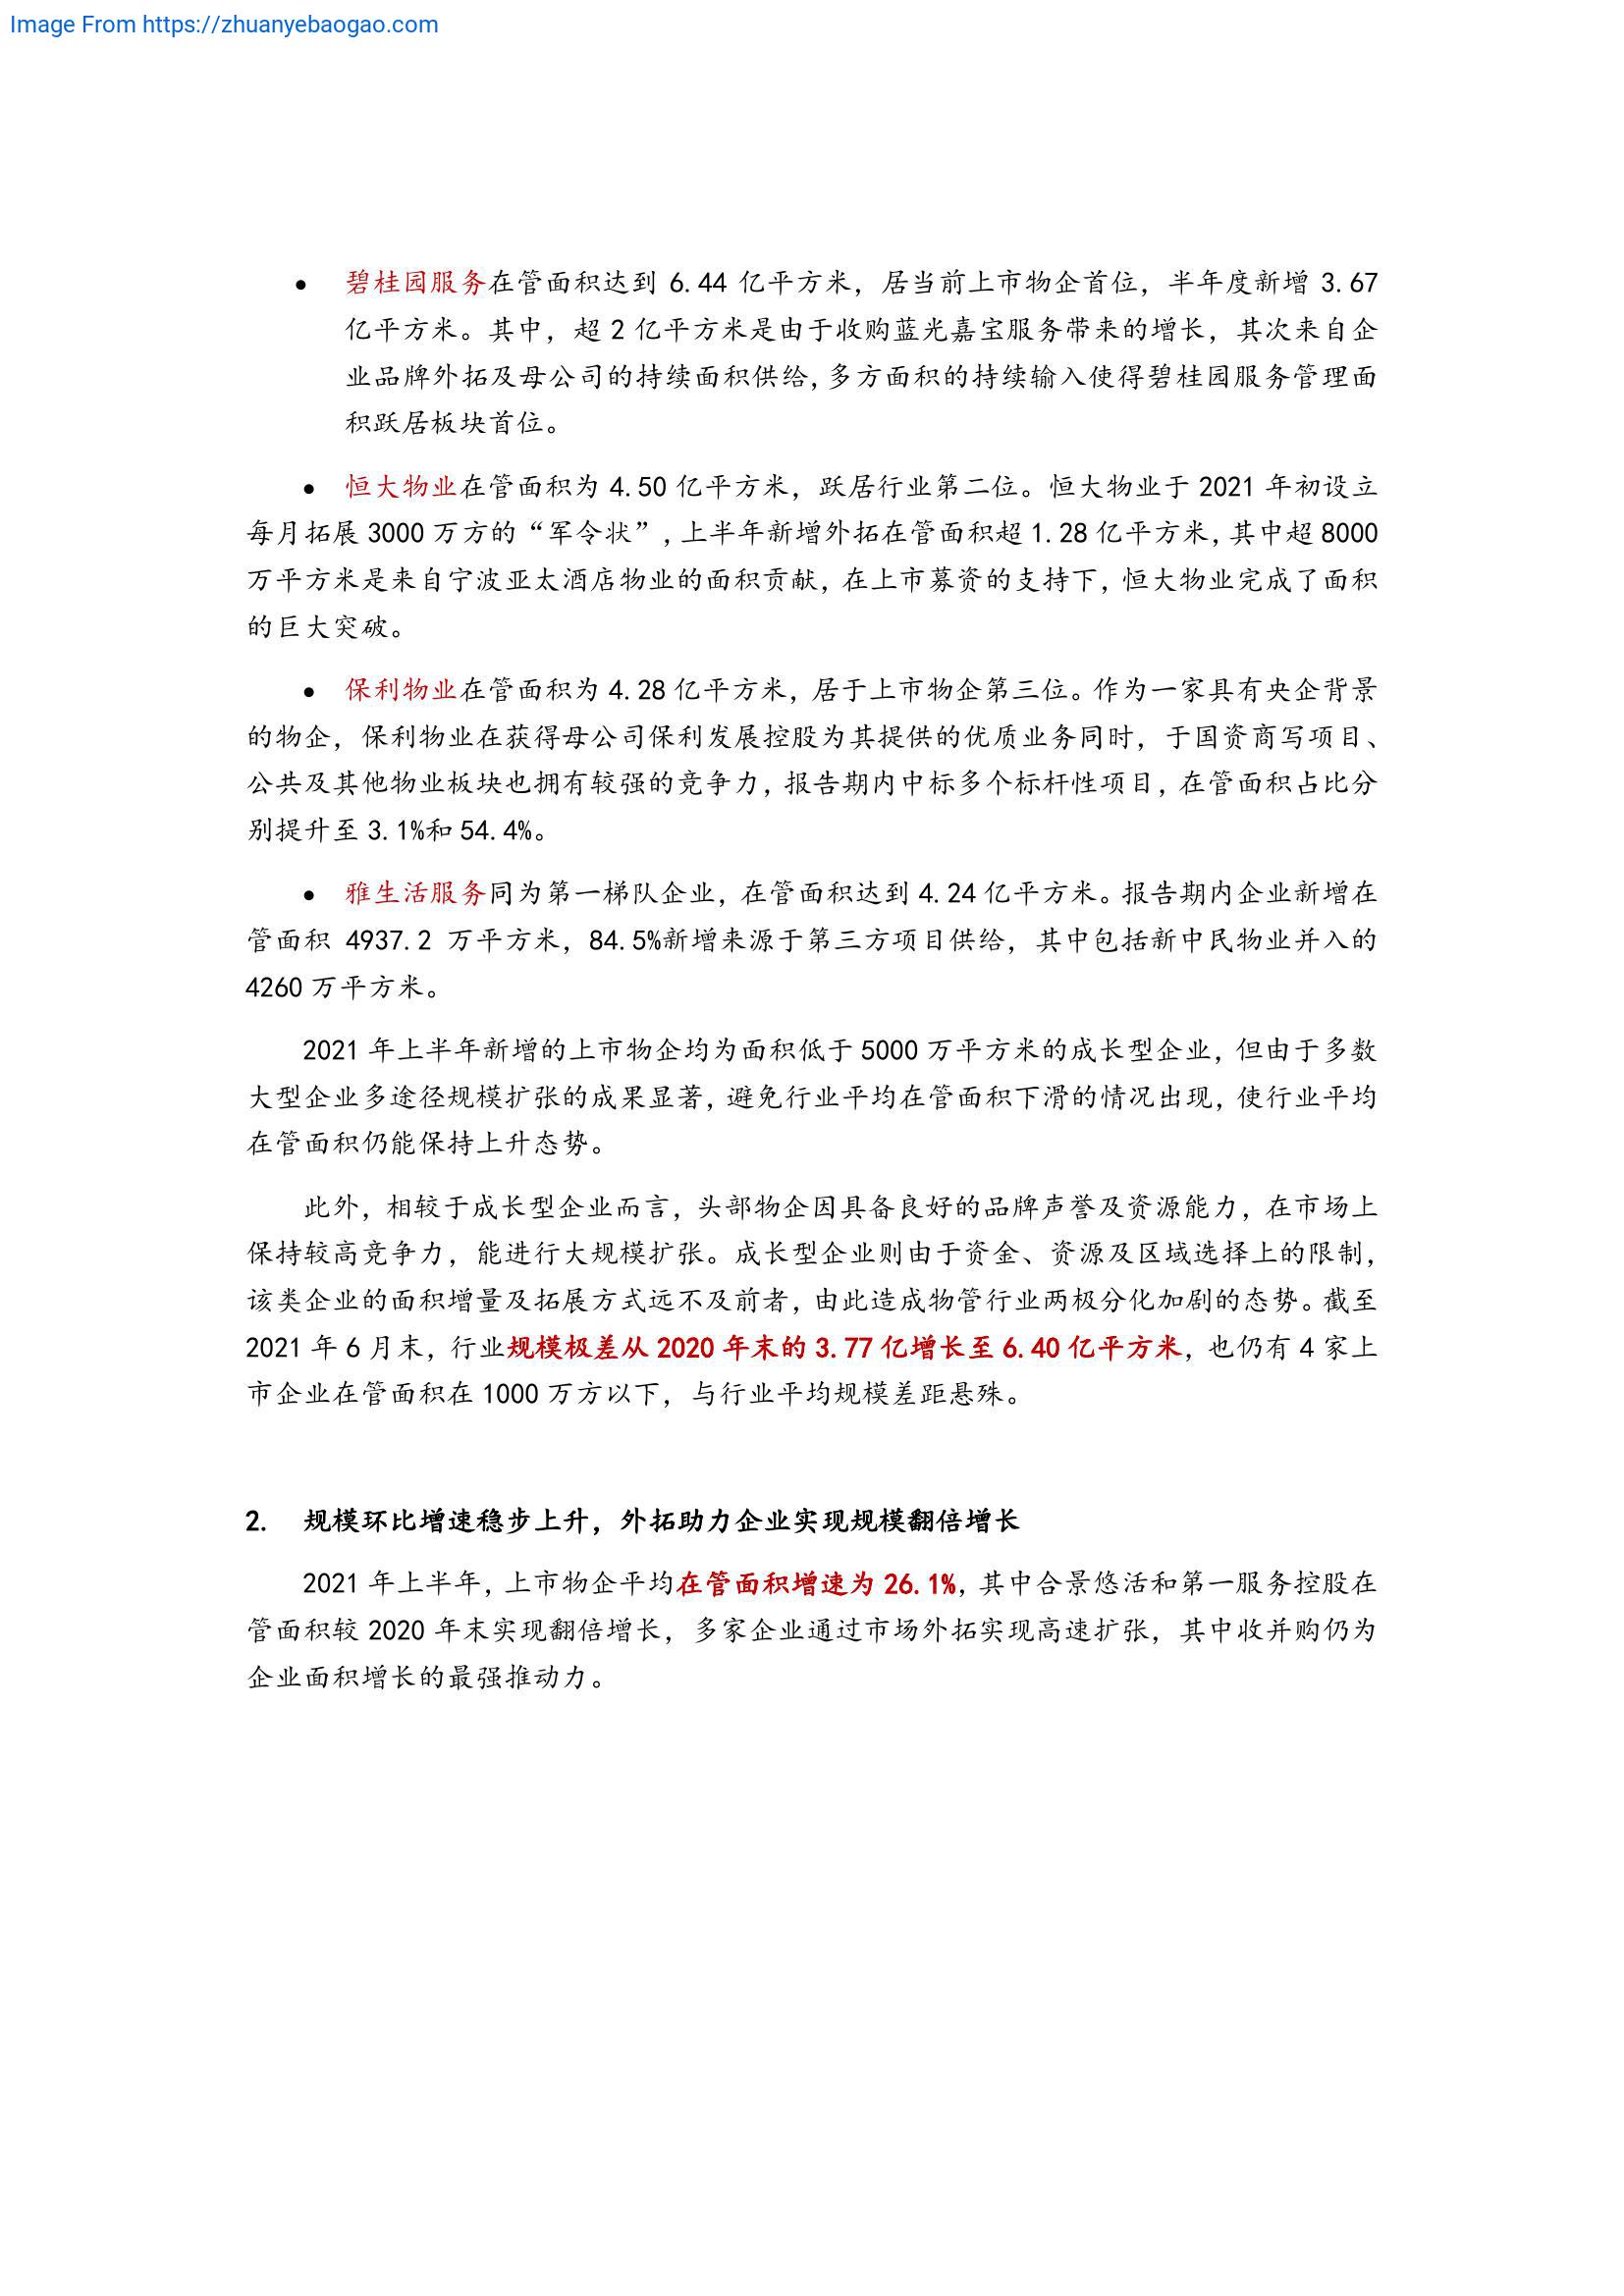 Image From https://zhuanyebaogao.com
● 碧桂园服务在管面积达到 6.44 亿平方米，居当前上市物企首位，半年度新增 3.67
亿平方米。其中，超 2 亿平方米是由于收购蓝光嘉宝服务带来的增长，其次来自企
业品牌外拓及母公司的持续面积供给，多方面积的持续输入使得碧桂园服务管理面
积跃居板块首位。
● 恒大物业在管面积为 4.50 亿平方米，跃居行业第二位。恒大物业于 2021 年初设立
每月拓展 3000 万方的“军令状”，上半年新增外拓在管面积超 1.28 亿平方米，其中超 8000
万平方米是来自宁波亚太酒店物业的面积贡献，在上市募资的支持下，恒大物业完成了面积
的巨大突破。
● 保利物业在管面积为 4.28 亿平方米，居于上市物企第三位。作为一家具有央企背景
的物企，保利物业在获得母公司保利发展控股为其提供的优质业务同时，于国资商写项目、
公共及其他物业板块也拥有较强的竞争力，报告期内中标多个标杆性项目，在管面积占比分
别提升至 3.1%和 54.4%。
● 雅生活服务同为第一梯队企业，在管面积达到 4.24 亿平方米。报告期内企业新增在
管面积 4937.2 万平方米，84.5%新增来源于第三方项目供给，其中包括新中民物业并入的
4260 万平方米。
2021 年上半年新增的上市物企均为面积低于 5000 万平方米的成长型企业，但由于多数
大型企业多途径规模扩张的成果显著，避免行业平均在管面积下滑的情况出现，使行业平均
在管面积仍能保持上升态势。
此外，相较于成长型企业而言，头部物企因具备良好的品牌声誉及资源能力，在市场上
保持较高竞争力，能进行大规模扩张。成长型企业则由于资金、资源及区域选择上的限制，
该类企业的面积增量及拓展方式远不及前者，由此造成物管行业两极分化加剧的态势。截至
2021 年 6 月末，行业规模极差从 2020 年末的 3.77 亿增长至 6.40 亿平方米，也仍有 4 家上
市企业在管面积在 1000 万方以下，与行业平均规模差距悬殊。
2. 规模环比增速稳步上升，外拓助力企业实现规模翻倍增长
2021 年上半年，上市物企平均在管面积增速为 26.1%，其中合景悠活和第一服务控股在
管面积较 2020 年末实现翻倍增长，多家企业通过市场外拓实现高速扩张，其中收并购仍为
企业面积增长的最强推动力。